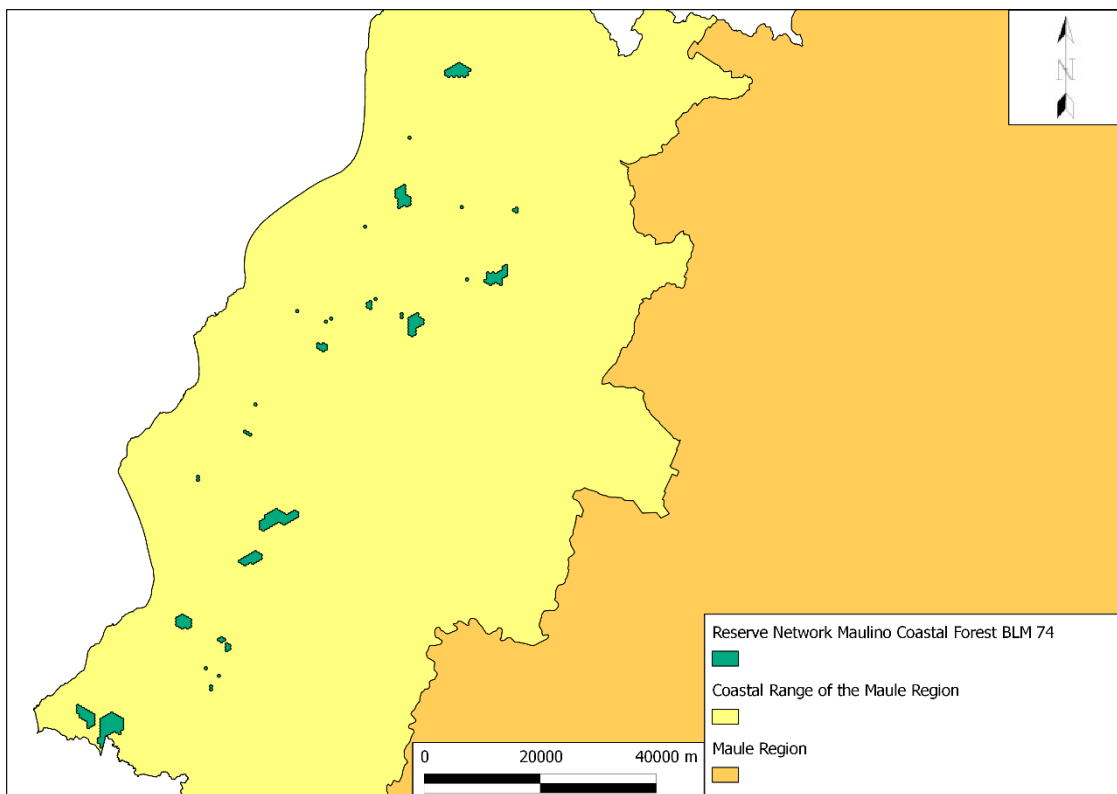 N
Reserve Network Maulino Coastal Forest BLM 74
Coastal Range of the Maule Region
Maule Region
0 20000 40000 m